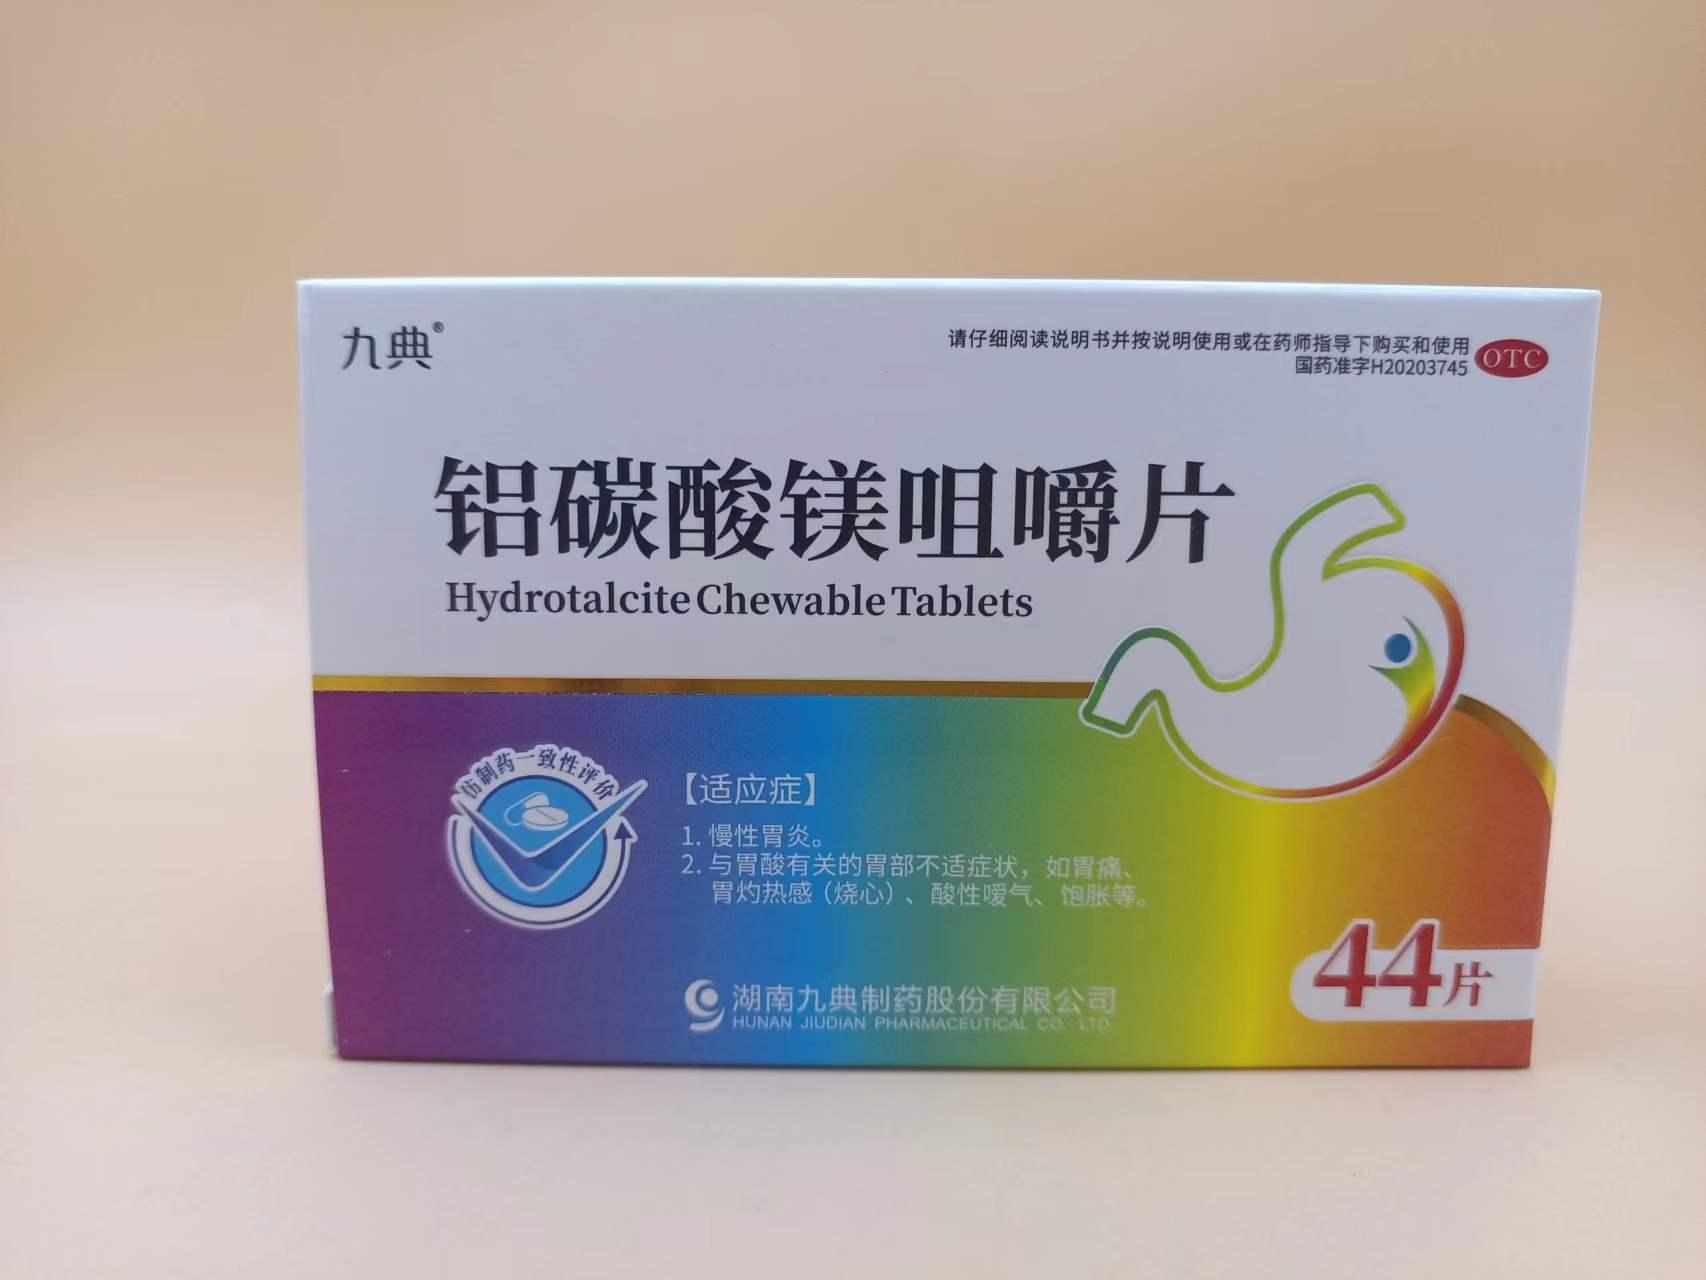 九典®
请仔细阅读说明书并按说明使用或在药师指导下购买和使用
国药准字H20203745
OTC
铝碳酸镁咀嚼片
Hydrotalcite Chewable Tablets
仿制药一致性评价
【适应症】
1. 慢性胃炎。
2. 与胃酸有关的胃部不适症状，如胃痛、
胃灼热感（烧心）、酸性嗳气、饱胀等。
湖南九典制药股份有限公司
HUNAN JIUDIAN PHARMACEUTICAL CO.,LTD.
44片